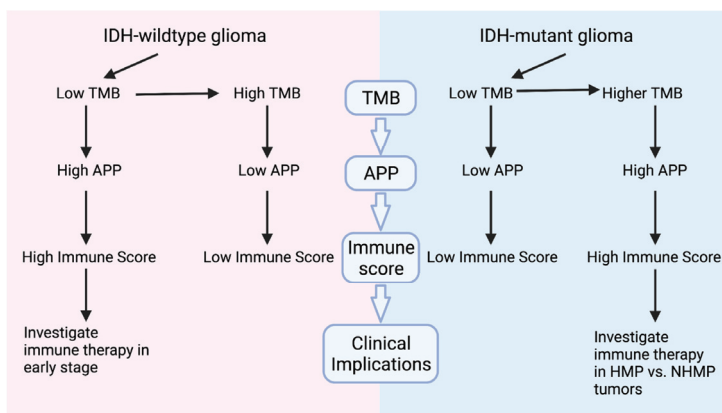 IDH-wildtype glioma
IDH-mutant glioma
Low TMB
High TMB
TMB
Low TMB
Higher TMB
High APP
Low APP
APP
Low APP
High APP
High Immune Score
Low Immune Score
Immune
score
Low Immune Score
High Immune Score
Investigate
immune therapy in
early stage
Clinical
Implications
Investigate
immune therapy
in HMP vs. NHMP
tumors